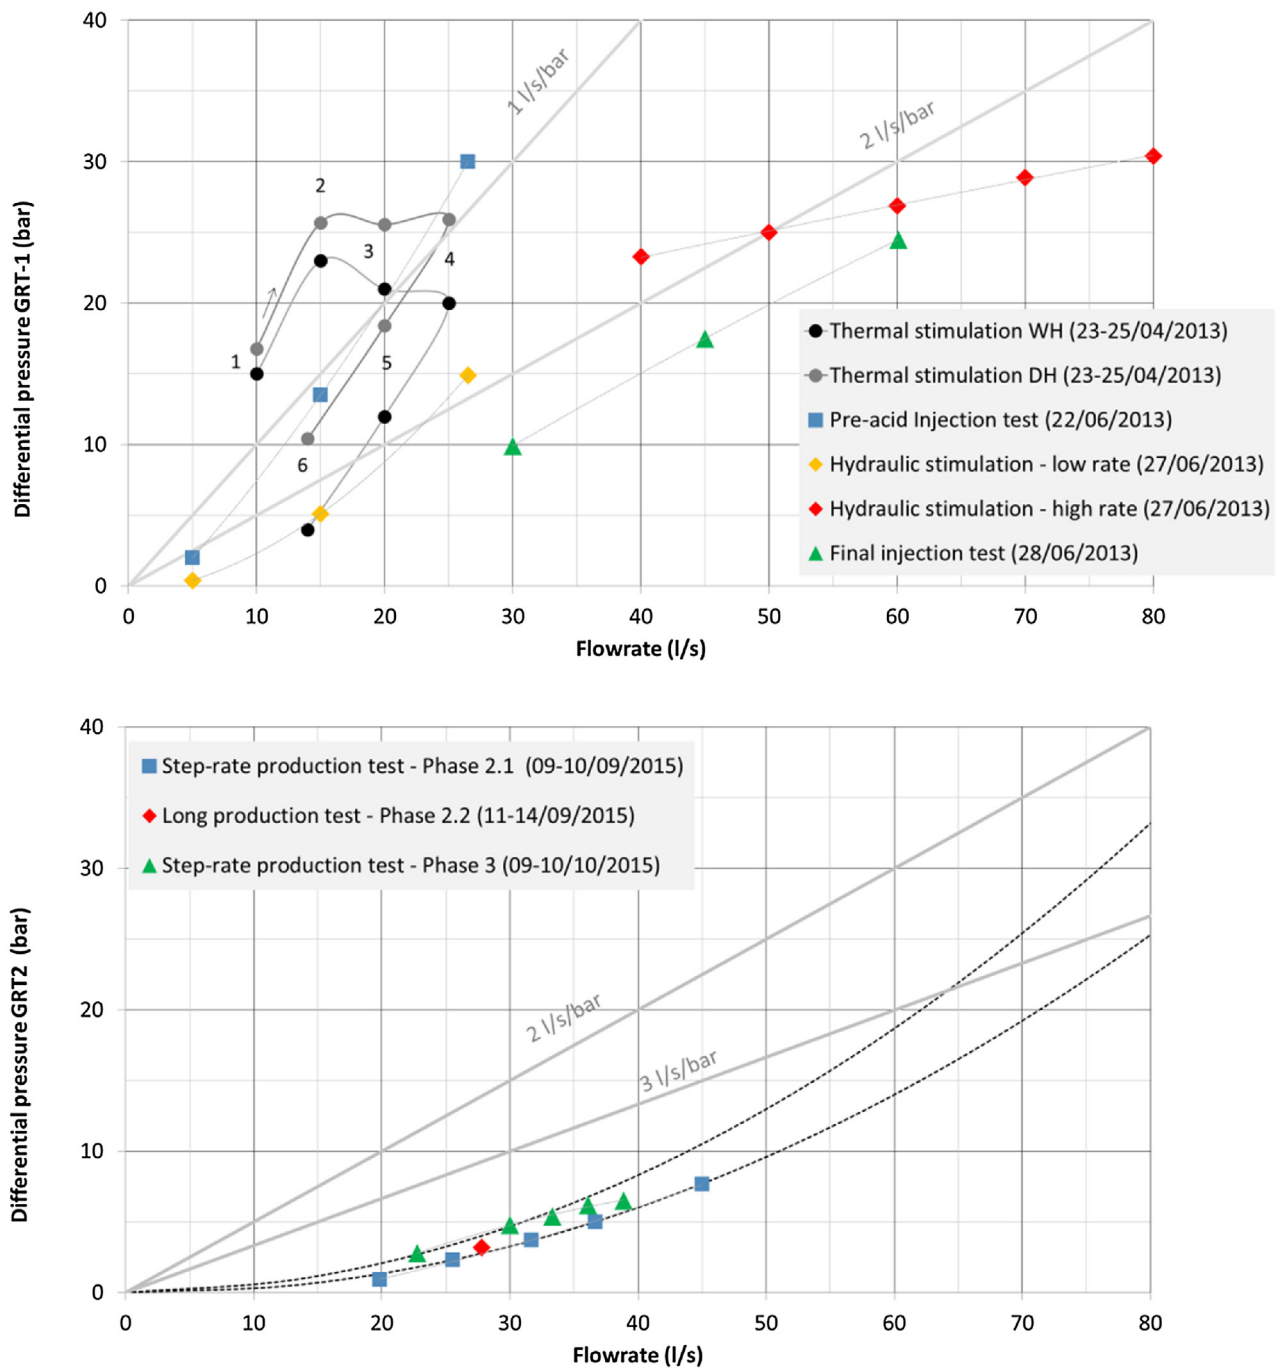 40
30
20
10
0
Differential pressure GRT-1 (bar)
1 l/s/bar
2 l/s/bar
1
2
3
4
5
6
Thermal stimulation WH (23-25/04/2013)
Thermal stimulation DH (23-25/04/2013)
Pre-acid Injection test (22/06/2013)
Hydraulic stimulation - low rate (27/06/2013)
Hydraulic stimulation - high rate (27/06/2013)
Final injection test (28/06/2013)
0 10 20 30 40 50 60 70 80
Flowrate (l/s)
40
30
20
10
0
Differential pressure GRT2 (bar)
Step-rate production test - Phase 2.1 (09-10/09/2015)
Long production test - Phase 2.2 (11-14/09/2015)
Step-rate production test - Phase 3 (09-10/10/2015)
2 l/s/bar
3 l/s/bar
0 10 20 30 40 50 60 70 80
Flowrate (l/s)